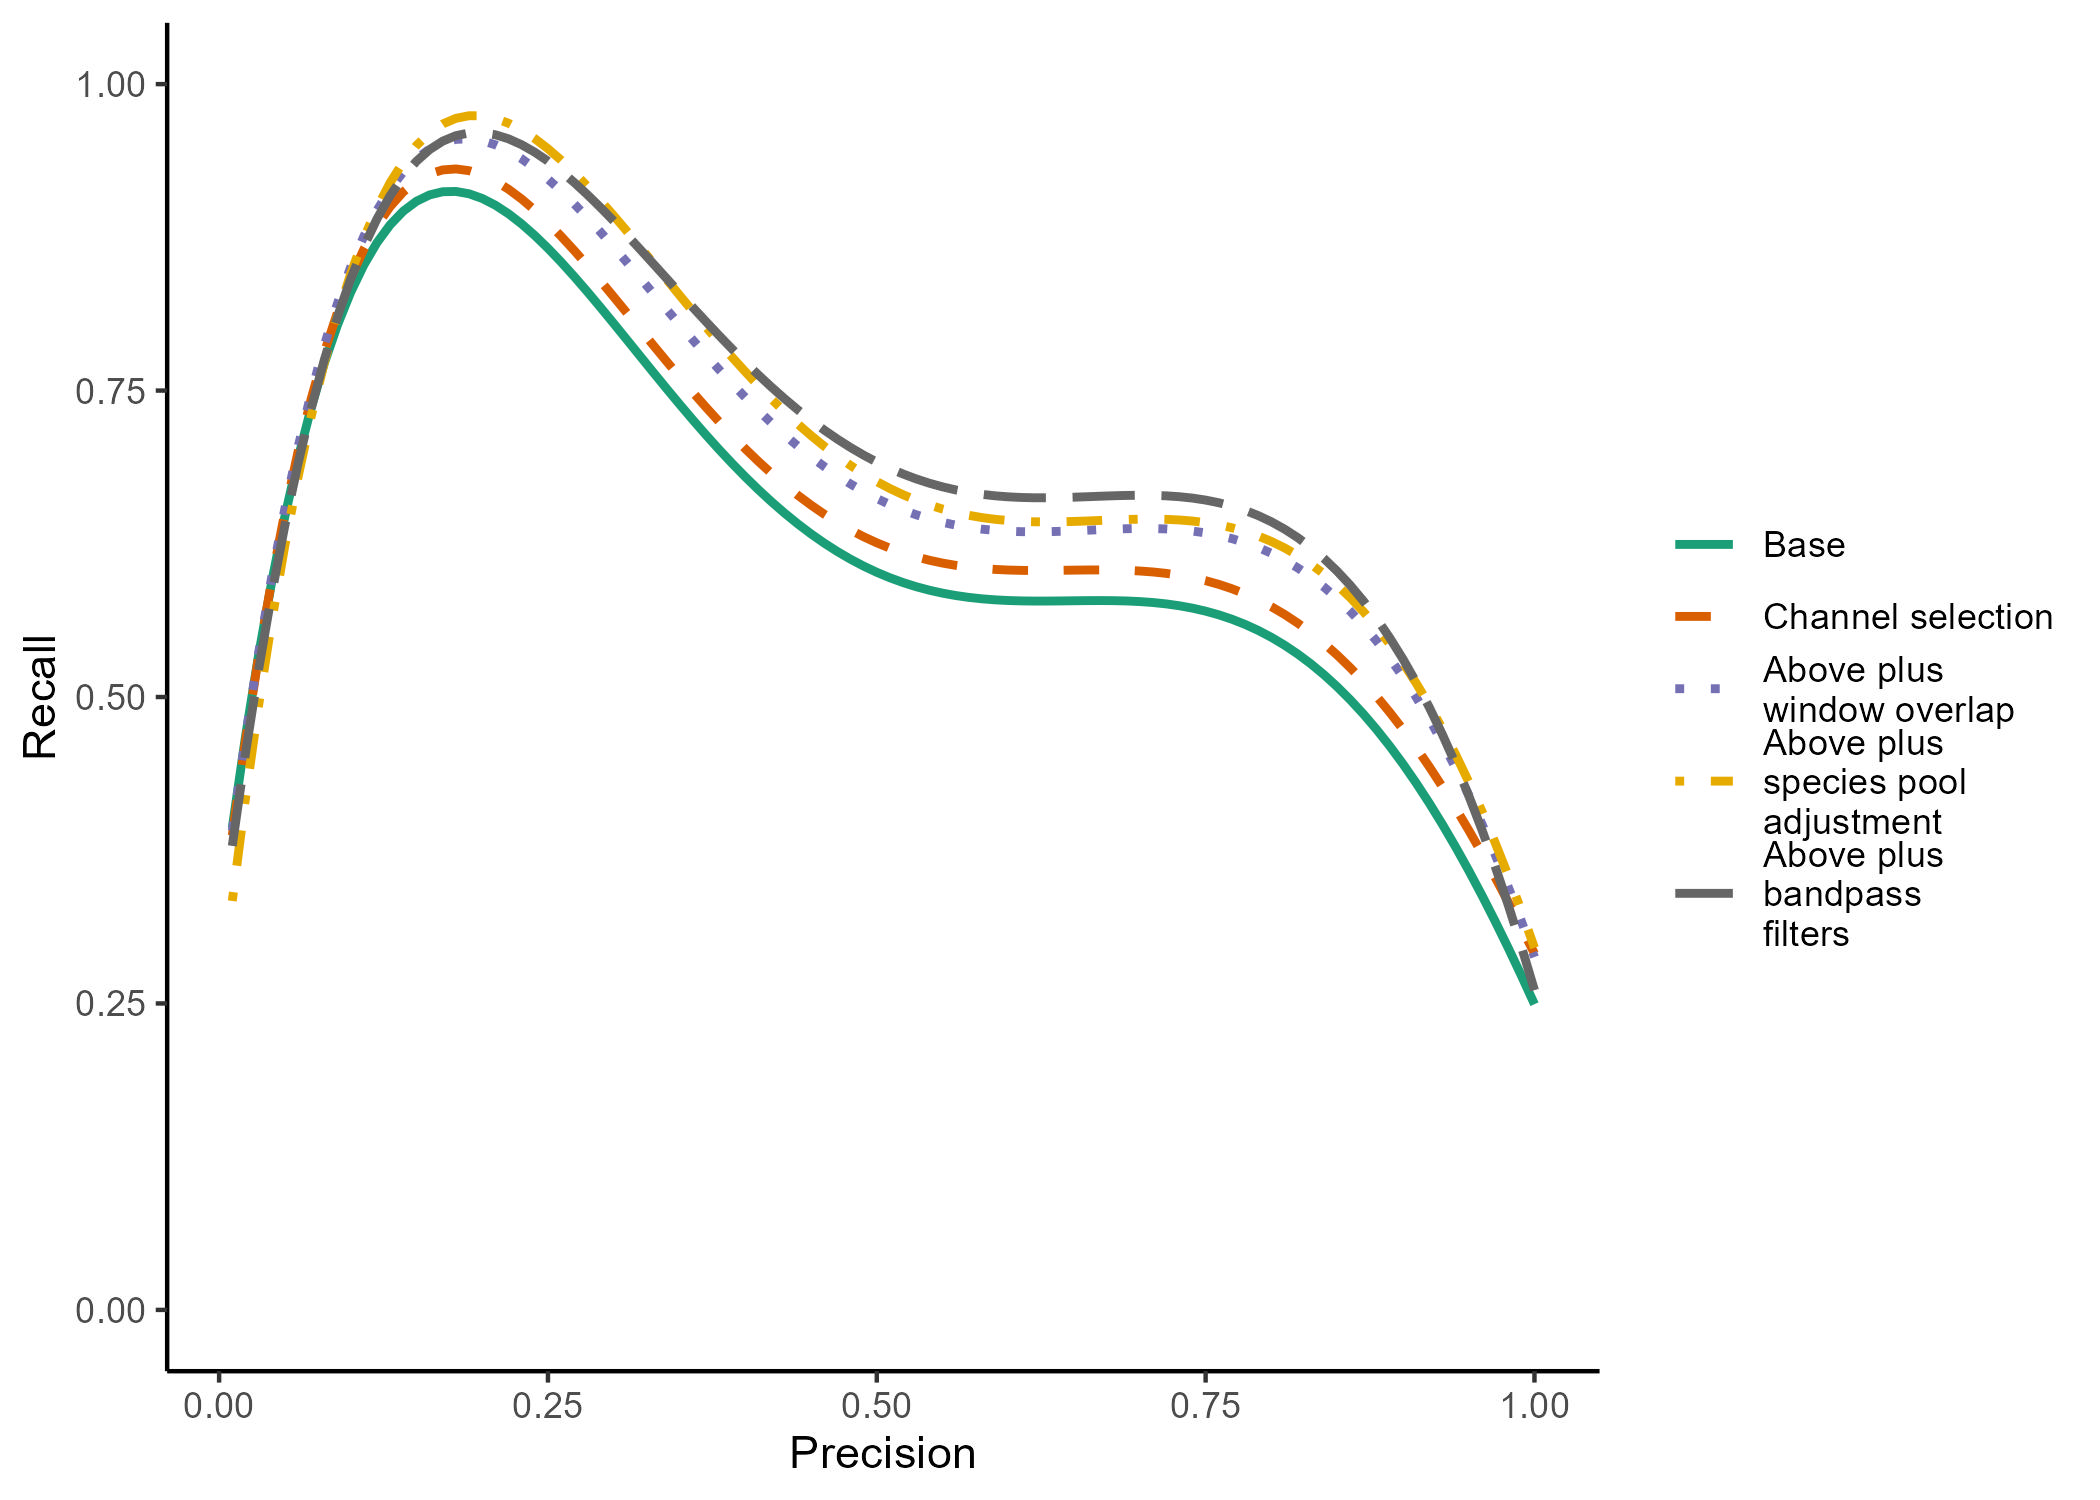 1.00
0.75
0.50
0.25
0.00
Recall
0.00 0.25 0.50 0.75 1.00
Precision
Base
Channel selection
Above plus
window overlap
Above plus
species pool
adjustment
Above plus
bandpass
filters